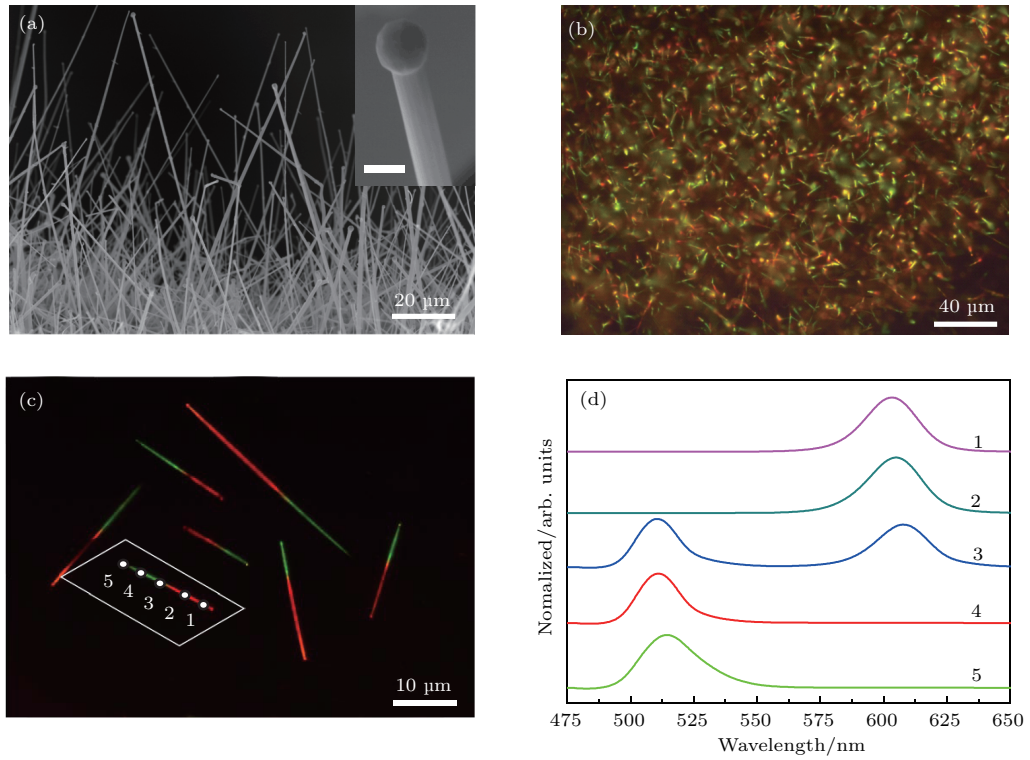 (a)
20 µm
(b)
40 µm
(c)
5
4
3
2
1
10 µm
(d)
1
2
3
4
5
Nomalized/arb. units
475 500 525 550 575 600 625 650
Wavelength/nm